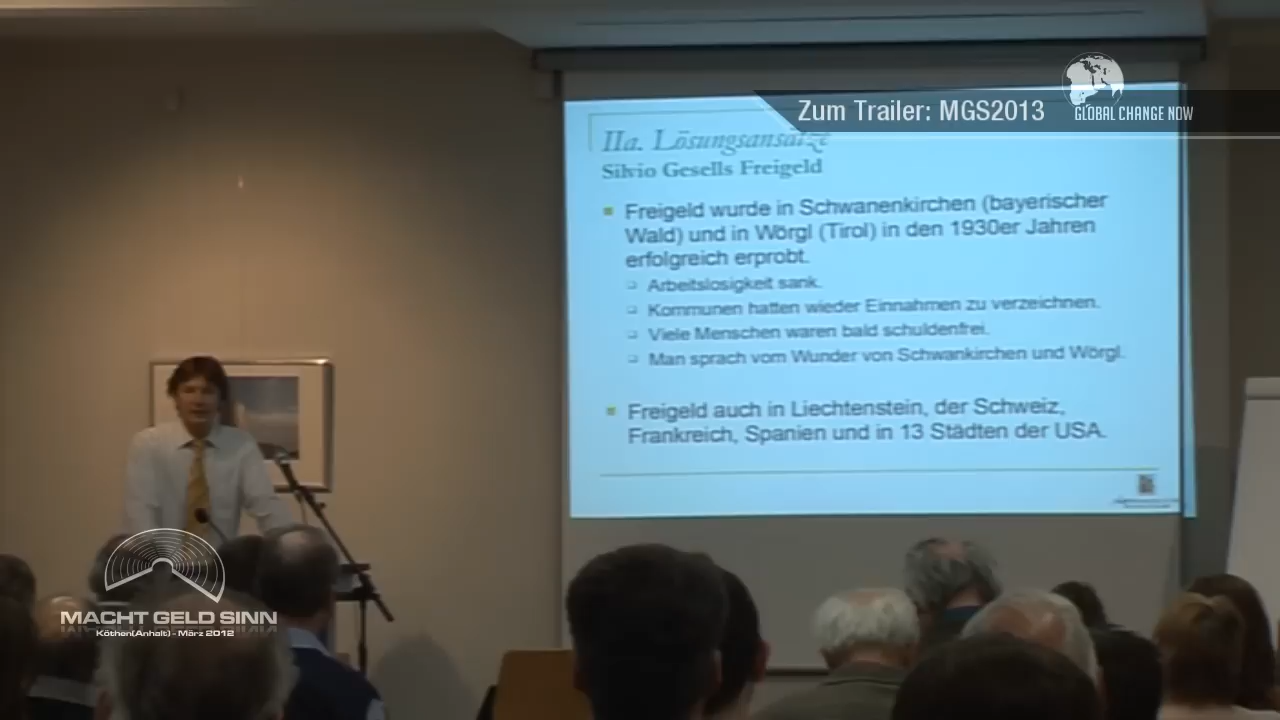 Zum Trailer: MGS2013
GLOBAL CHANGE NOW
IIa. Lösungsansätze
Silvio Gesells Freigeld
Freigeld wurde in Schwanenkirchen (bayerischer
Wald) und in Wörgl (Tirol) in den 1930er Jahren
erfolgreich erprobt.
Arbeitslosigkeit sank.
Kommunen hatten wieder Einnahmen zu verzeichnen.
Viele Menschen waren bald schuldenfrei.
Man sprach vom Wunder von Schwankirchen und Wörgl.
Freigeld auch in Liechtenstein, der Schweiz,
Frankreich, Spanien und in 13 Städten der USA.
MACHT GELD SINN
Köthen(Anhalt) - März 2012